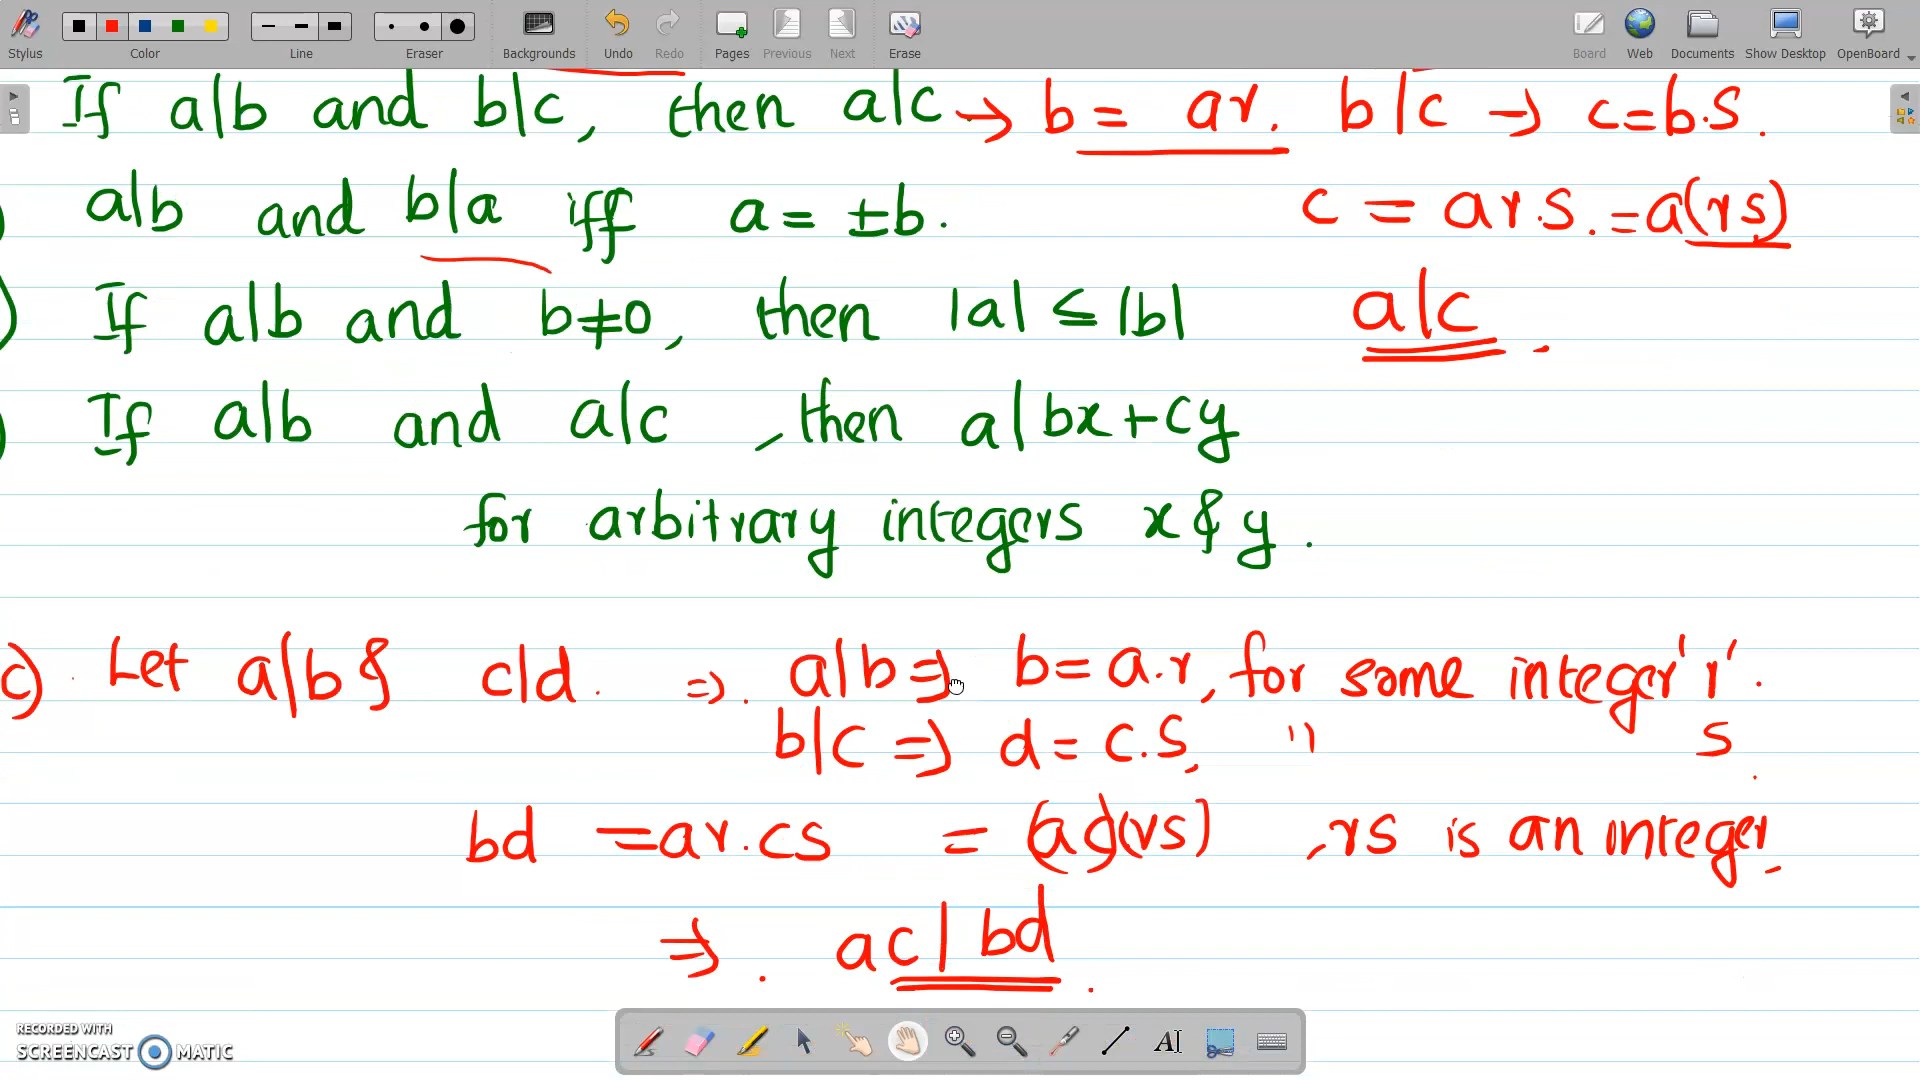 Stylus Color Line Eraser Backgrounds Undo Redo Pages Previous Next Erase Board Web Documents Show Desktop OpenBoard
If a|b and b|c, then a|c → b = ar. b|c → c=b.s.
) a|b and b|a iff a = ±b. c = ar.s. = a(rs)
) If a|b and b≠0, then |a| ≤ |b| a|c.
) If a|b and a|c, then a|bx+cy
for arbitrary integers x & y.
c) Let a|b & c|d. ⇒. a|b ⇒ b = a.r, for some integer 'r'.
b|c ⇒ d = c.s, " s.
bd = ar.cs = (ac)(rs), rs is an integer.
⇒. ac|bd.
RECORDED WITH
SCREENCAST MATIC